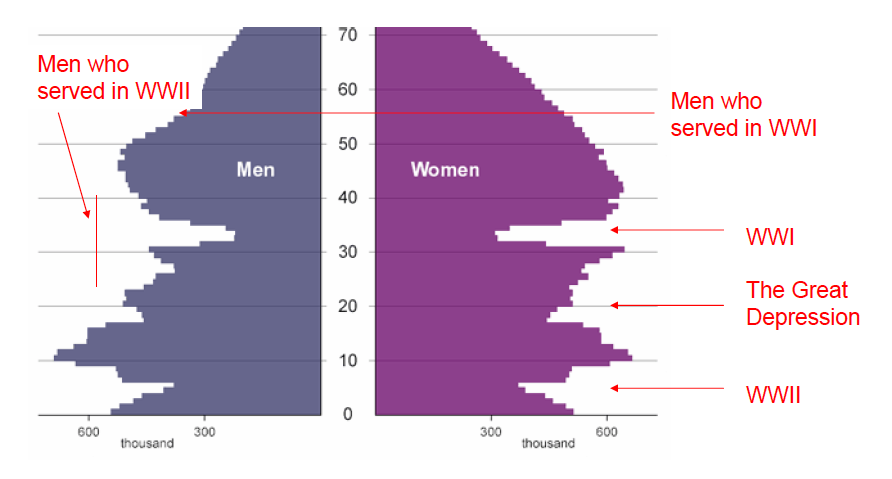 70
Men who
served in WWII
60
Men who
served in WWI
50
Men
Women
40
WWI
30
The Great
Depression
20
10
WWII
0
600
300
300
600
thousand
thousand